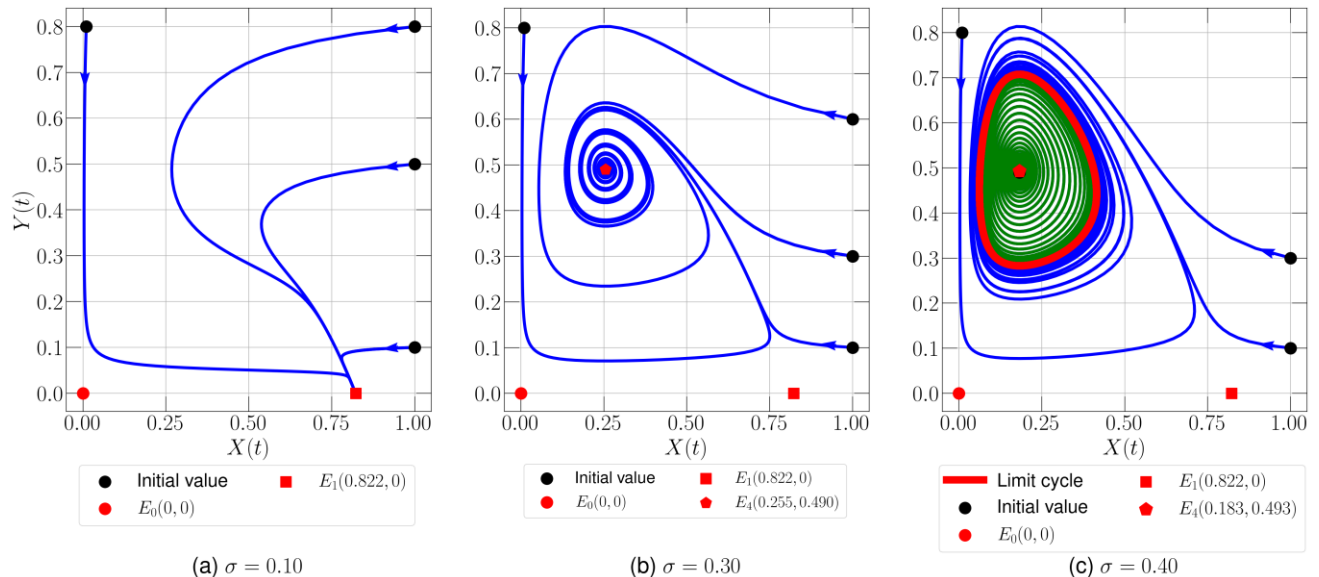 0.8
0.7
0.6
0.5
0.4
0.3
0.2
0.1
0.0
Y(t)
0.00 0.25 0.50 0.75 1.00
X(t)
Initial value
E₁(0.822, 0)
E₀(0, 0)
(a) σ = 0.10
0.8
0.7
0.6
0.5
0.4
0.3
0.2
0.1
0.0
0.00 0.25 0.50 0.75 1.00
X(t)
Initial value
E₁(0.822, 0)
E₀(0, 0)
E₄(0.255, 0.490)
(b) σ = 0.30
0.8
0.7
0.6
0.5
0.4
0.3
0.2
0.1
0.0
0.00 0.25 0.50 0.75 1.00
X(t)
Limit cycle
E₁(0.822, 0)
Initial value
E₄(0.183, 0.493)
E₀(0, 0)
(c) σ = 0.40